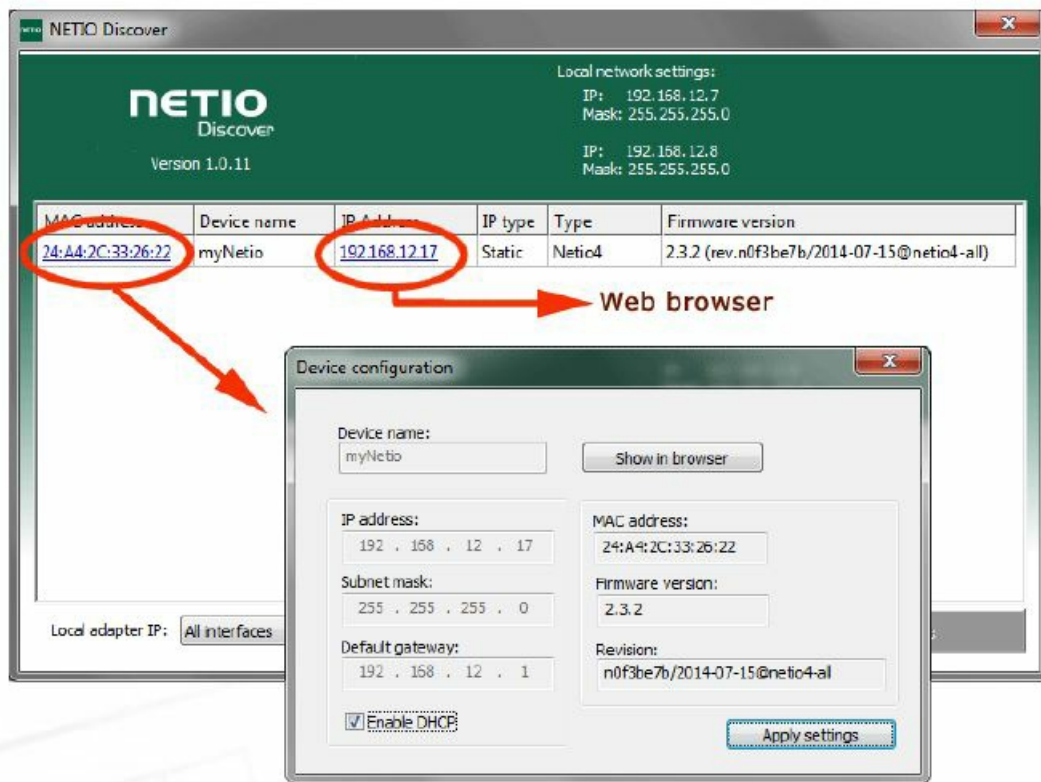 NETIO Discover
NETIO
Discover
Version 1.0.11
Local network settings:
IP: 192.168.12.7
Mask: 255.255.255.0
IP: 192.168.12.8
Mask: 255.255.255.0
MAC address Device name IP Address IP type Type Firmware version
24:A4:2C:33:26:22 myNetio 192.168.12.17 Static Netio4 2.3.2 (rev.n0f3be7b/2014-07-15@netio4-all)
Web browser
Device configuration
Device name:
myNetio
Show in browser
IP address:
192 . 168 . 12 . 17
MAC address:
24:A4:2C:33:26:22
Subnet mask:
255 . 255 . 255 . 0
Firmware version:
2.3.2
Default gateway:
192 . 168 . 12 . 1
Revision:
n0f3be7b/2014-07-15@netio4-all
Enable DHCP
Apply settings
Local adapter IP: All interfaces